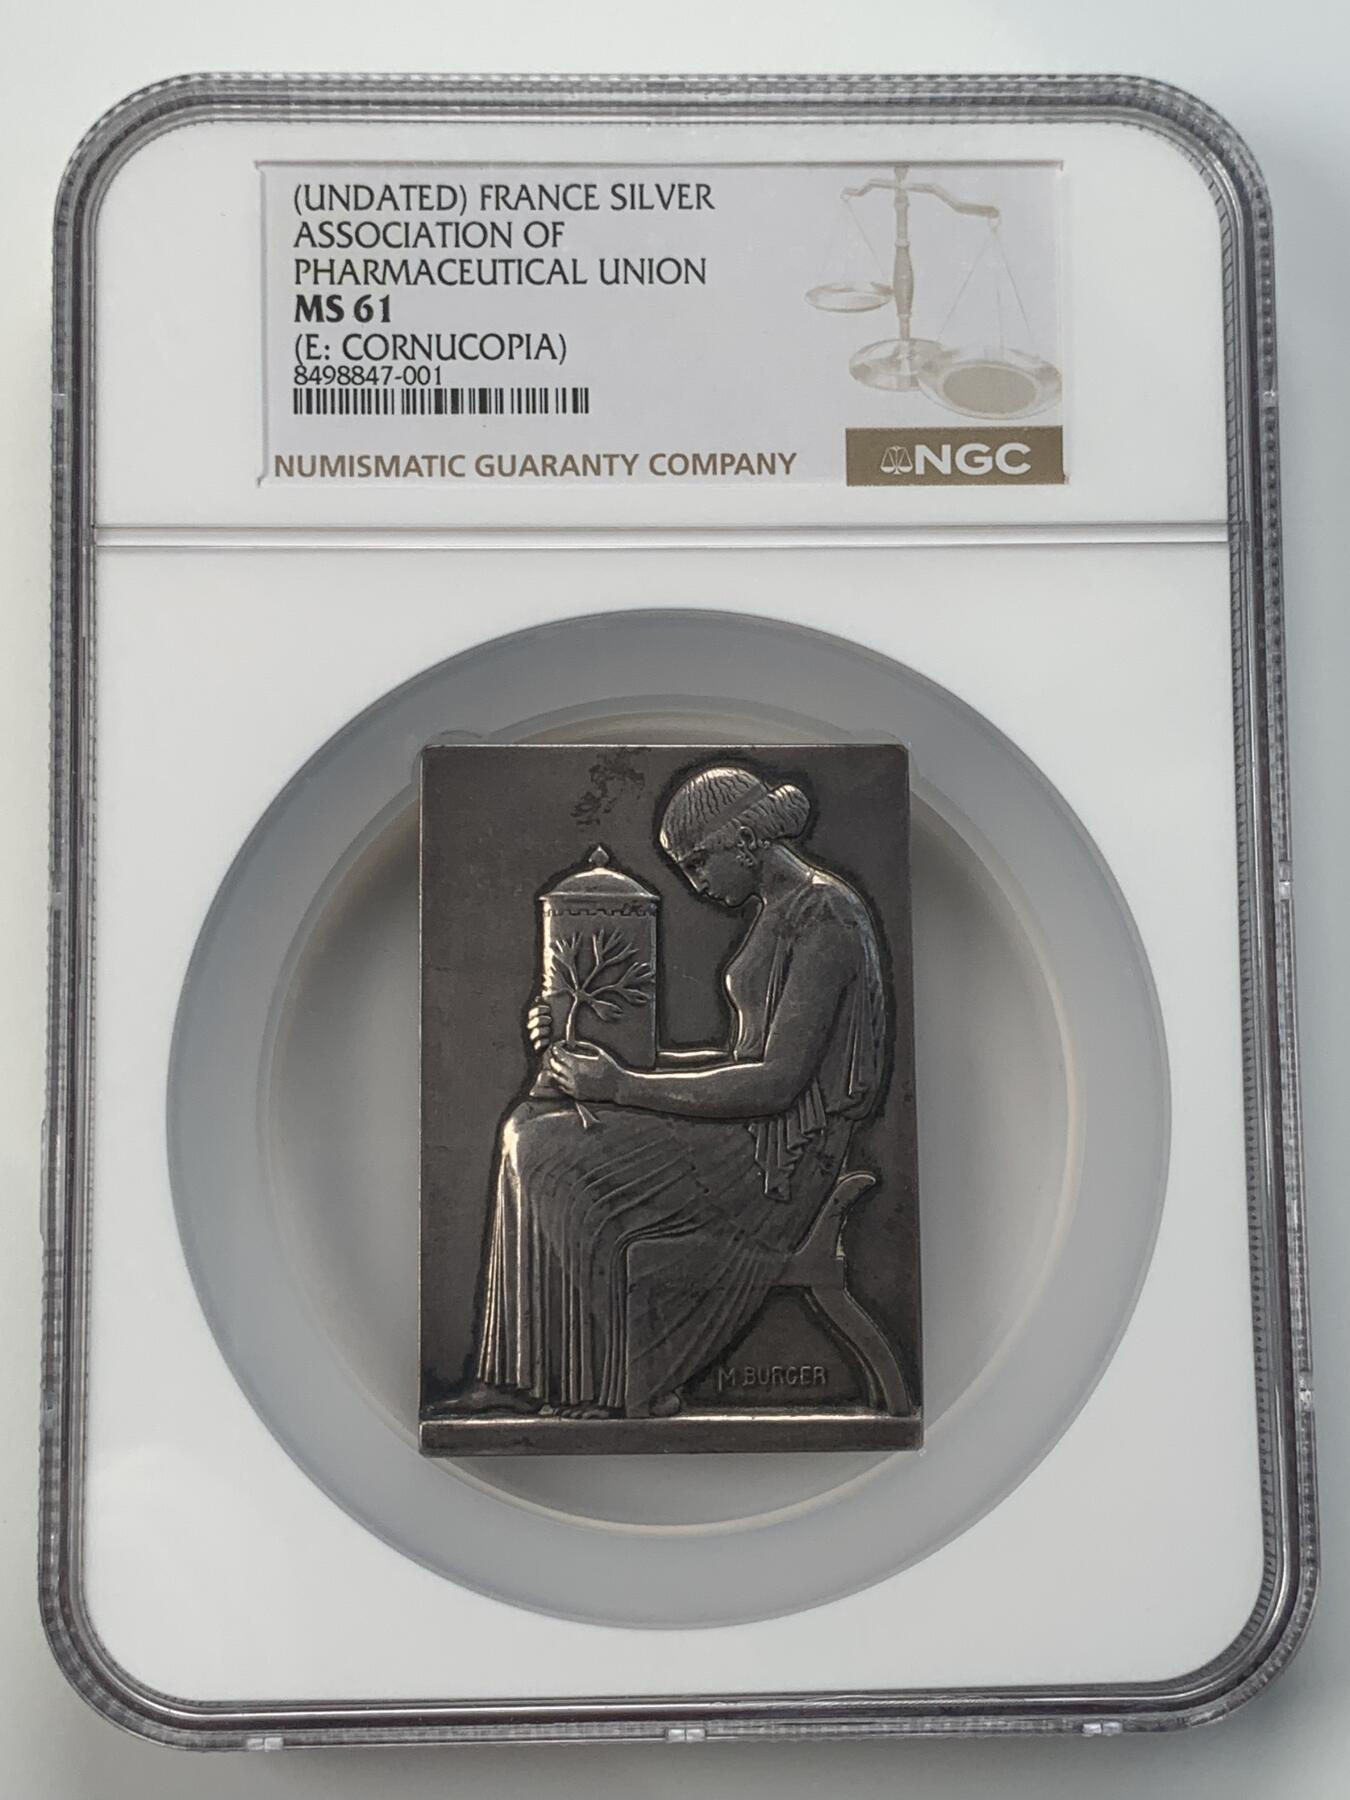 (UNDATED) FRANCE SILVER
ASSOCIATION OF
PHARMACEUTICAL UNION
MS 61
(E: CORNUCOPIA)
8498847-001
NUMISMATIC GUARANTY COMPANY
NGC
M BURGER